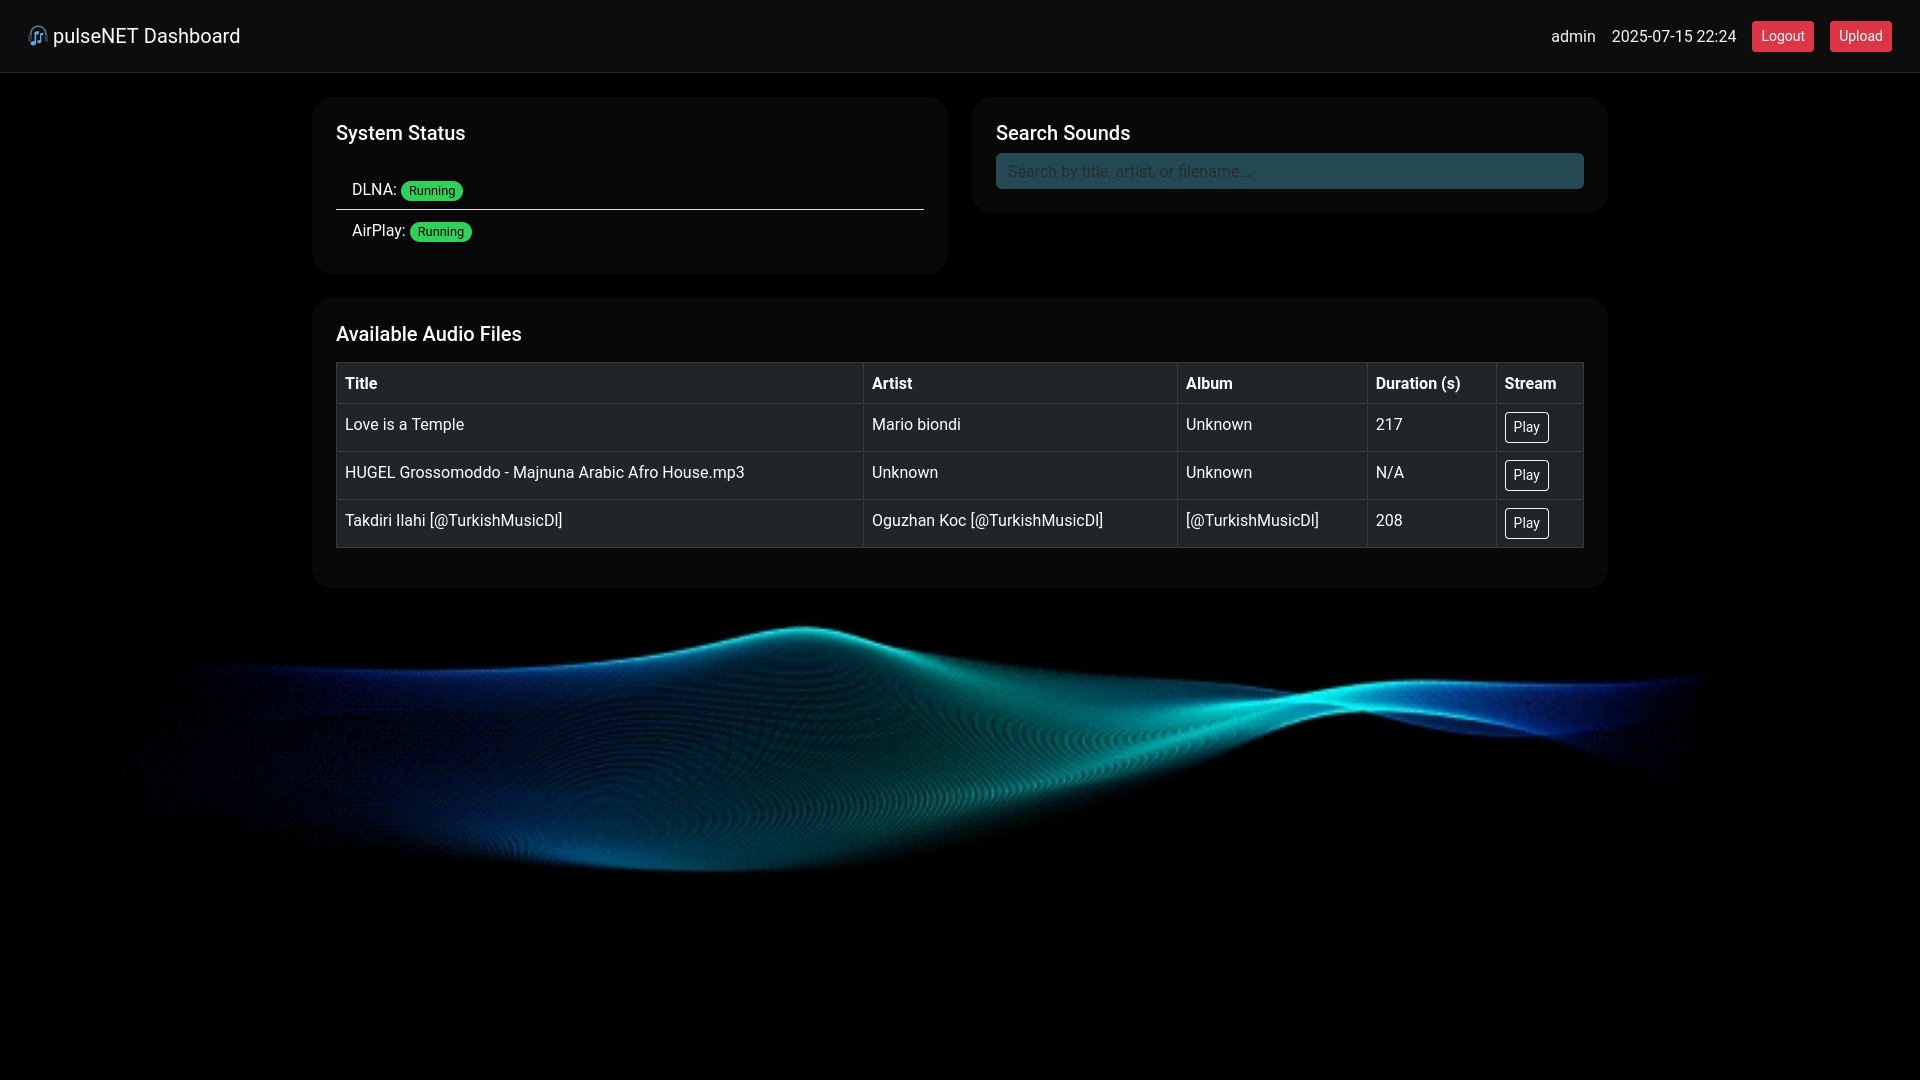 pulseNET Dashboard
admin 2025-07-15 22:24 Logout Upload
System Status
DLNA: Running
AirPlay: Running
Search Sounds
Search by title, artist, or filename...
Available Audio Files
Title Artist Album Duration (s) Stream
Love is a Temple Mario biondi Unknown 217 Play
HUGEL Grossomoddo - Majnuna Arabic Afro House.mp3 Unknown Unknown N/A Play
Takdiri Ilahi [@TurkishMusicDl] Oguzhan Koc [@TurkishMusicDl] [@TurkishMusicDl] 208 Play